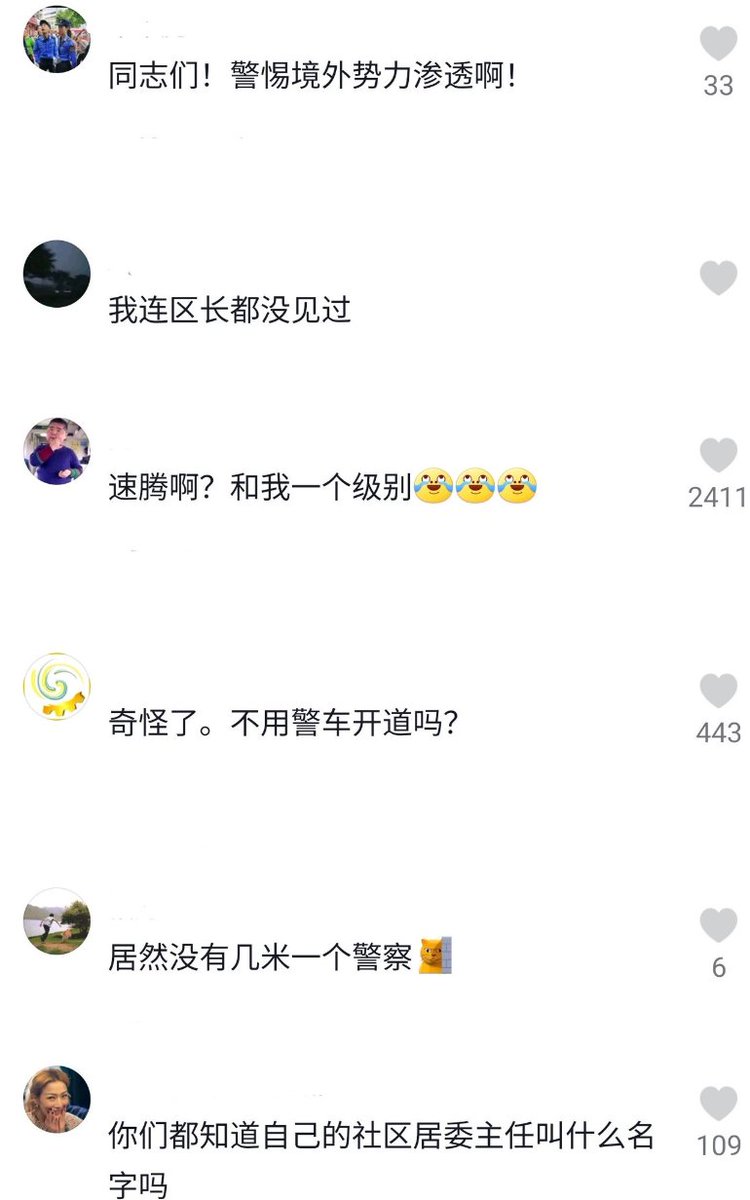 同志们！警惕境外势力渗透啊！
33
我连区长都没见过
速腾啊？和我一个级别😂😂😂
2411
奇怪了。不用警车开道吗？
443
居然没有几米一个警察
6
你们都知道自己的社区居委主任叫什么名
字吗
109